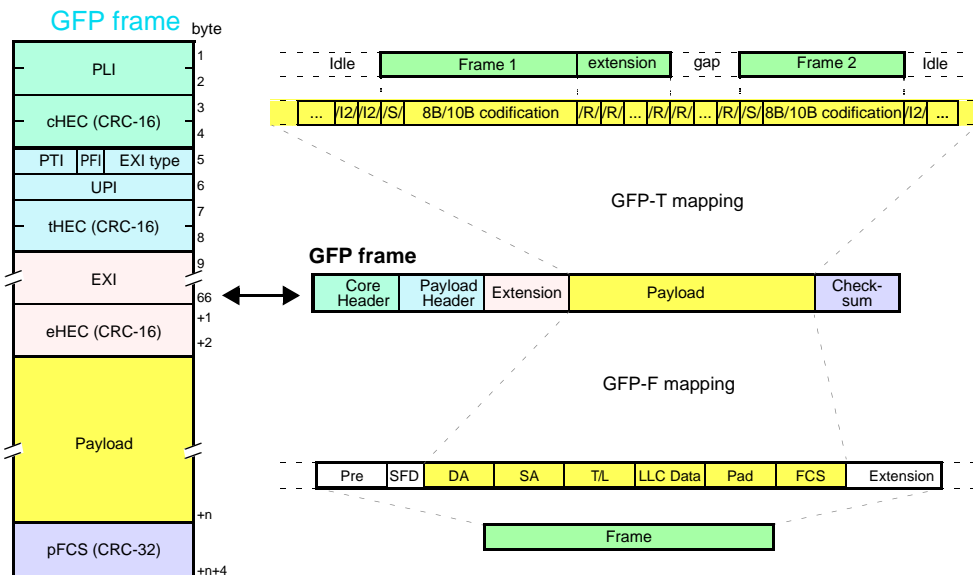 GFP frame byte
PLI
1
2
cHEC (CRC-16)
3
4
PTI PFI EXI type 5
UPI 6
tHEC (CRC-16)
7
8
EXI
9
66
eHEC (CRC-16)
+1
+2
Payload
+n
pFCS (CRC-32)
+n+4
Idle Frame 1 extension gap Frame 2 Idle
... /I2/ /I2/ /S/ 8B/10B codification /R/ /R/ ... /R/ /R/ ... /R/ /S/ 8B/10B codification /I2/ ...
GFP-T mapping
GFP frame
Core Header
Payload Header
Extension
Payload
Check-
sum
GFP-F mapping
Pre SFD DA SA T/L LLC Data Pad FCS Extension
Frame